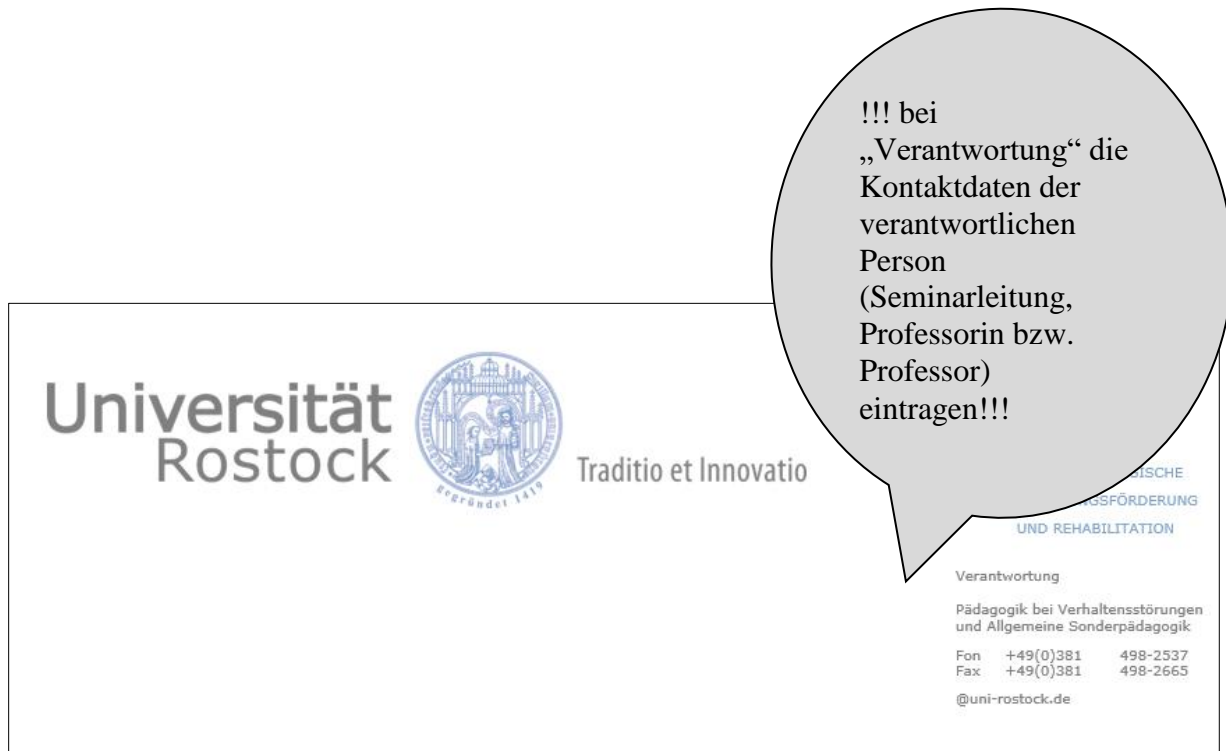 !!! bei
„Verantwortung“ die
Kontaktdaten der
verantwortlichen
Person
(Seminarleitung,
Professorin bzw.
Professor)
eintragen!!!
Universität
Rostock
gegründet 1419
Traditio et Innovatio
UND REHABILITATION
Verantwortung
Pädagogik bei Verhaltensstörungen
und Allgemeine Sonderpädagogik
Fon +49(0)381 498-2537
Fax +49(0)381 498-2665
@uni-rostock.de